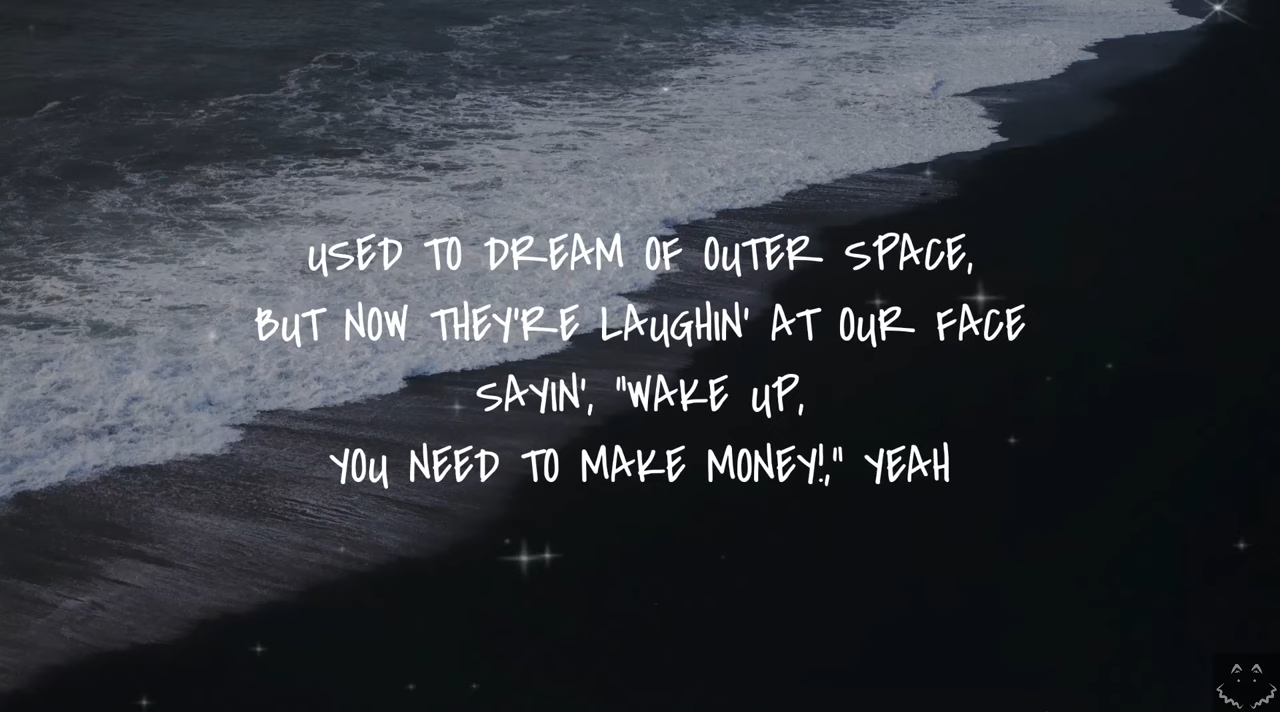 USED TO DREAM OF OUTER SPACE,
BUT NOW THEY'RE LAUGHIN' AT OUR FACE
SAYIN', "WAKE UP,
YOU NEED TO MAKE MONEY!," YEAH